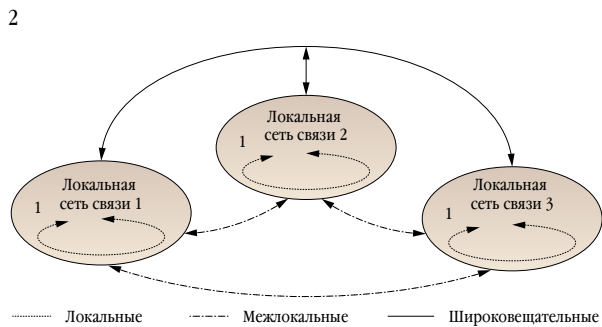 2
Локальная
сеть связи 2
1
Локальная
сеть связи 1
1
Локальная
сеть связи 3
1
Локальные
Межлокальные
Широковещательные